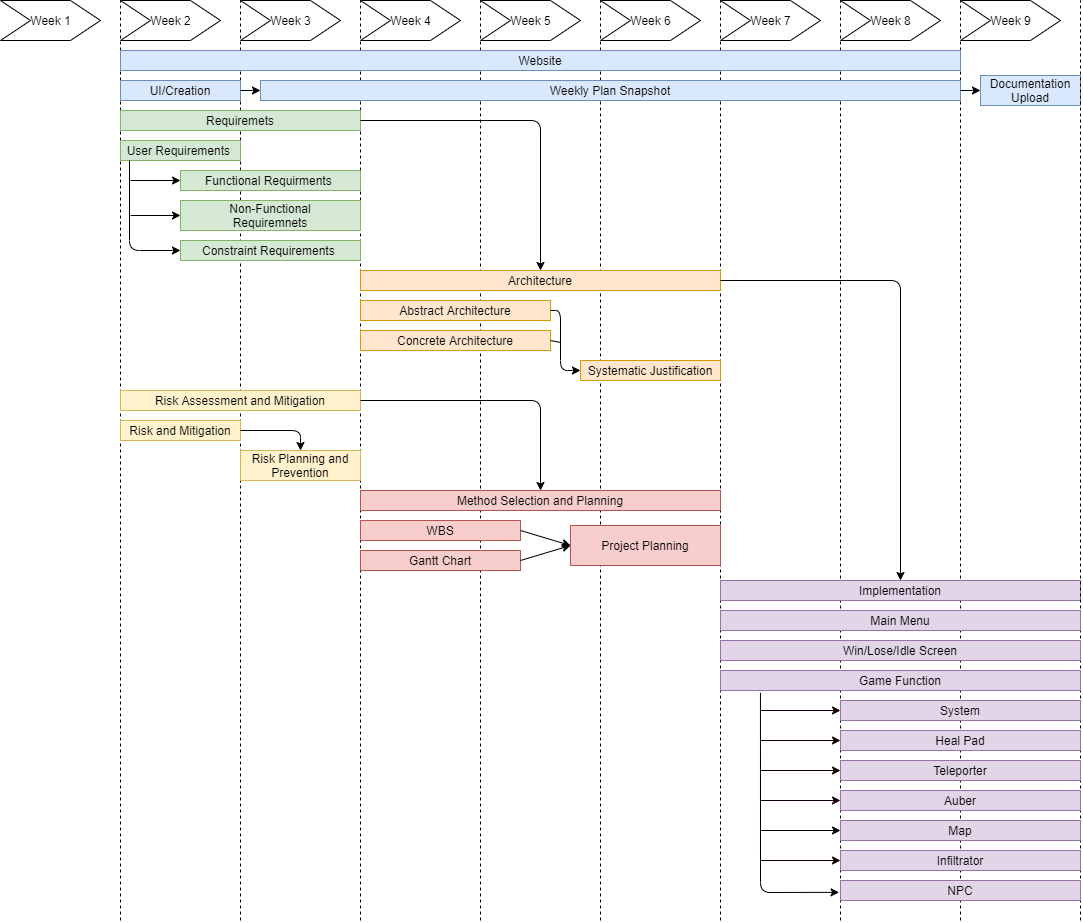 Week 1
Week 2
Week 3
Week 4
Week 5
Week 6
Week 7
Week 8
Week 9
Website
UI/Creation
Weekly Plan Snapshot
Documentation
Upload
Requiremets
User Requirements
Functional Requirments
Non-Functional
Requiremnets
Constraint Requirements
Architecture
Abstract Architecture
Concrete Architecture
Systematic Justification
Risk Assessment and Mitigation
Risk and Mitigation
Risk Planning and
Prevention
Method Selection and Planning
WBS
Gantt Chart
Project Planning
Implementation
Main Menu
Win/Lose/Idle Screen
Game Function
System
Heal Pad
Teleporter
Auber
Map
Infiltrator
NPC